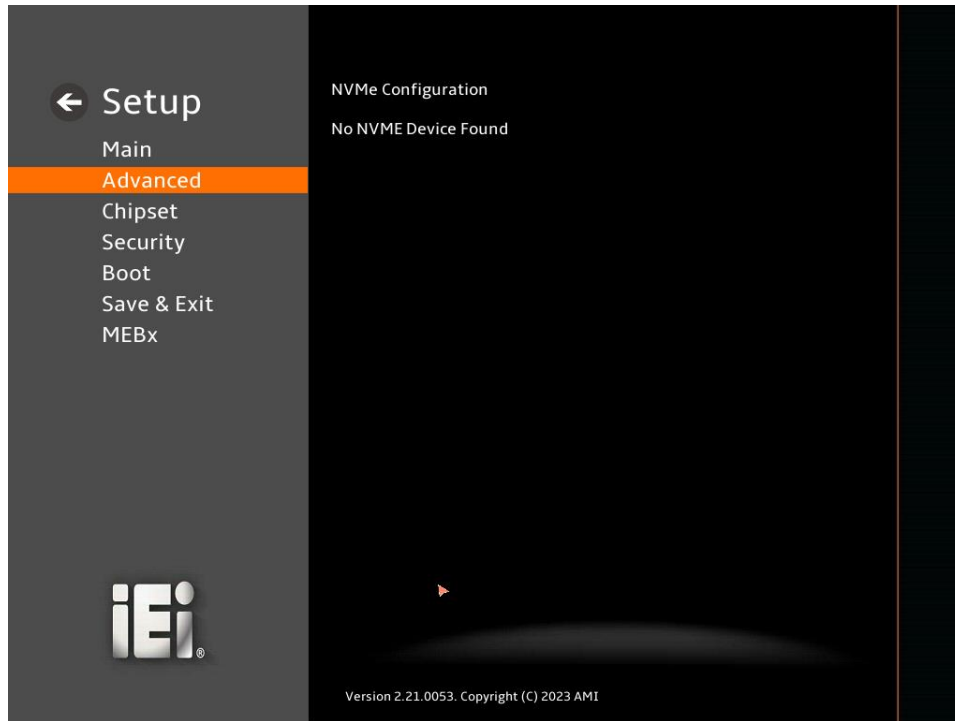 Setup
Main
Advanced
Chipset
Security
Boot
Save & Exit
MEBx
iEi®
NVMe Configuration
No NVME Device Found
Version 2.21.0053. Copyright (C) 2023 AMI